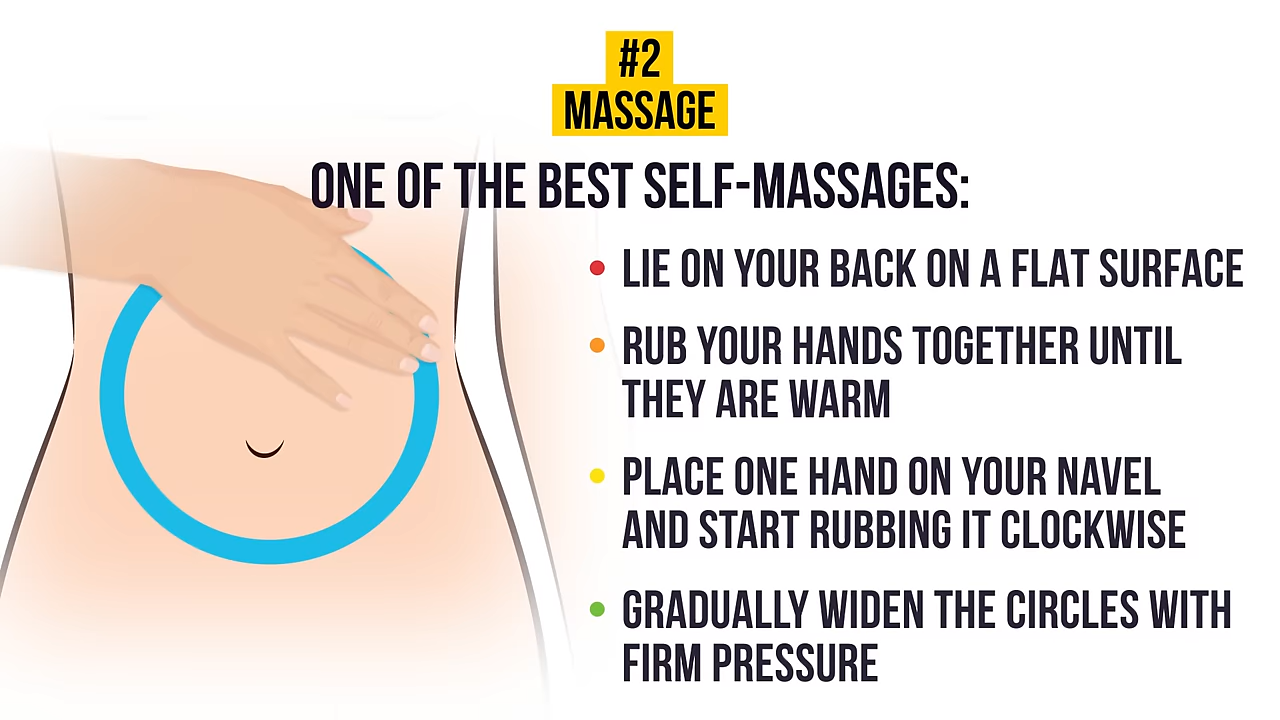 #2
MASSAGE
ONE OF THE BEST SELF-MASSAGES:
• LIE ON YOUR BACK ON A FLAT SURFACE
• RUB YOUR HANDS TOGETHER UNTIL
THEY ARE WARM
• PLACE ONE HAND ON YOUR NAVEL
AND START RUBBING IT CLOCKWISE
• GRADUALLY WIDEN THE CIRCLES WITH
FIRM PRESSURE